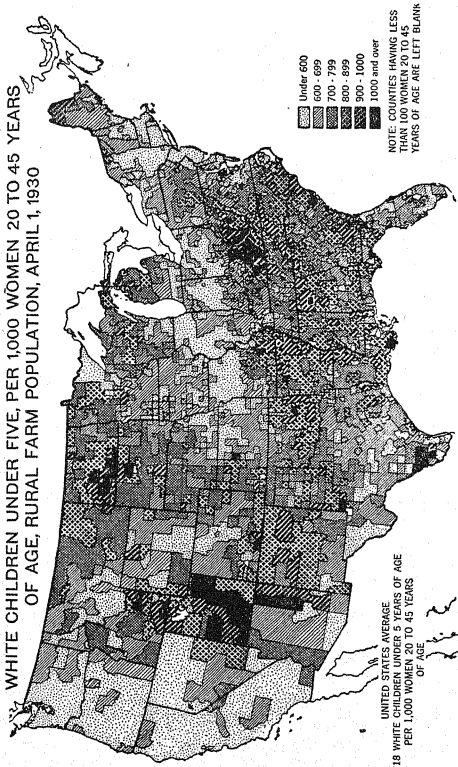 WHITE CHILDREN UNDER FIVE, PER 1,000 WOMEN 20 TO 45 YEARS
OF AGE, RURAL FARM POPULATION, APRIL 1, 1930
Under 600
600 - 699
700 - 799
800 - 899
900 - 1000
1000 and over
NOTE: COUNTIES HAVING LESS
THAN 100 WOMEN 20 TO 45
YEARS OF AGE ARE LEFT BLANK
UNITED STATES AVERAGE
18 WHITE CHILDREN UNDER 5 YEARS OF AGE
PER 1,000 WOMEN 20 TO 45 YEARS
OF AGE